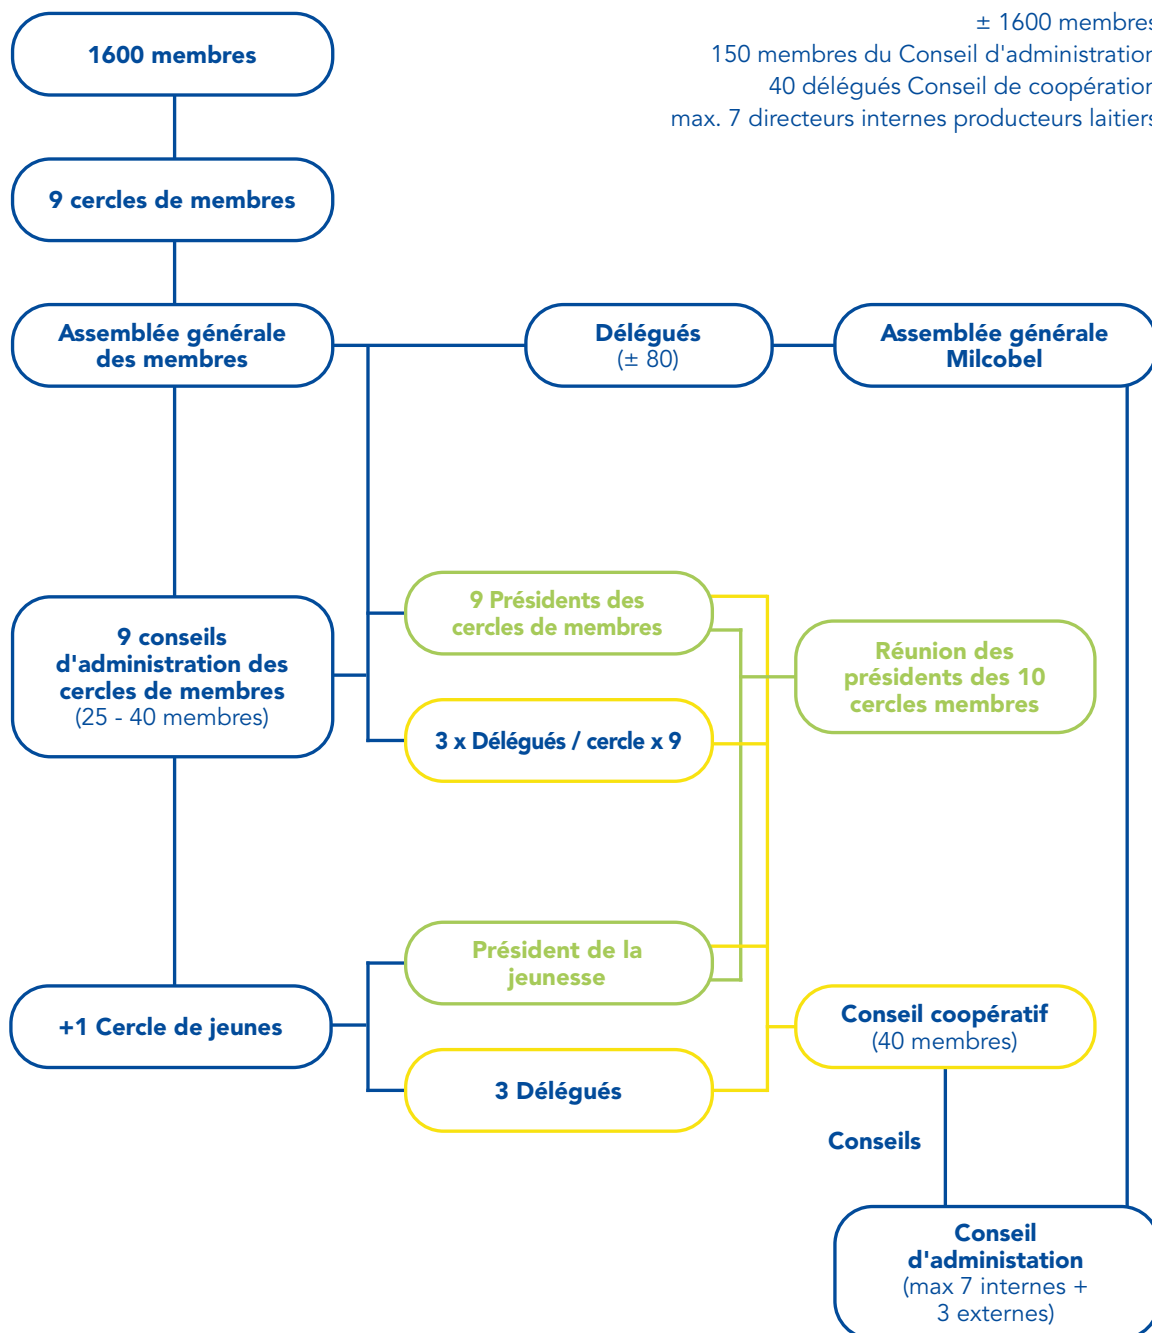 1600 membres
± 1600 membres
150 membres du Conseil d'administration
40 délégués Conseil de coopération
max. 7 directeurs internes producteurs laitiers
9 cercles de membres
Assemblée générale
des membres
Délégués
(± 80)
Assemblée générale
Milcobel
9 conseils
d'administration des
cercles de membres
(25 - 40 membres)
9 Présidents des
cercles de membres
3 x Délégués / cercle x 9
Réunion des
présidents des 10
cercles membres
+1 Cercle de jeunes
Président de la
jeunesse
3 Délégués
Conseil coopératif
(40 membres)
Conseils
Conseil
d'administation
(max 7 internes +
3 externes)